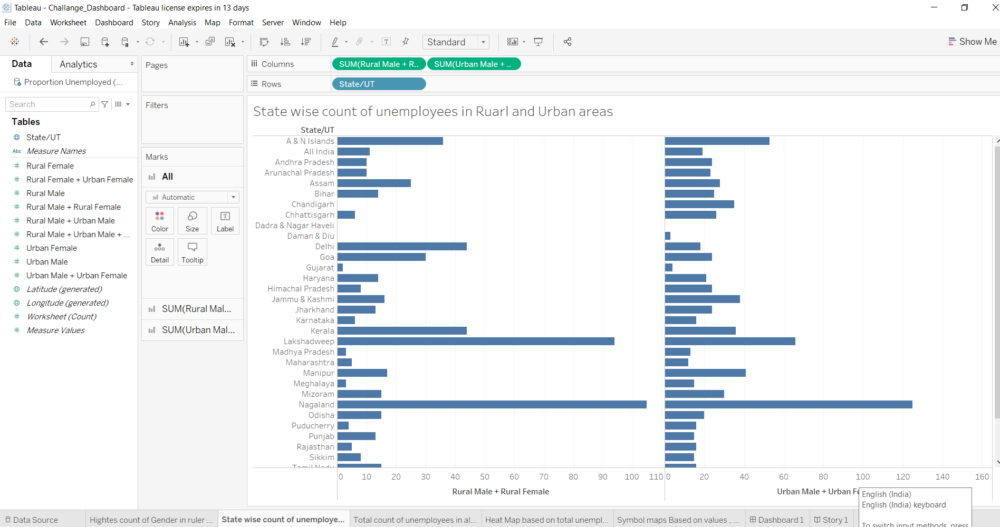 Tableau - Challange_Dashboard - Tableau license expires in 13 days
File Data Worksheet Dashboard Story Analysis Map Format Server Window Help
Standard
Show Me
Data Analytics
Proportion Unemployed (...
Search
Tables
State/UT
Abc Measure Names
Rural Female
Rural Female + Urban Female
Rural Male
Rural Male + Rural Female
Rural Male + Urban Male
Rural Male + Urban Male + ...
Urban Female
Urban Male
Urban Male + Urban Female
Latitude (generated)
Longitude (generated)
Worksheet (Count)
Measure Values
Pages
Filters
Marks
All
Automatic
Color Size Label
Detail Tooltip
SUM(Rural Mal...
SUM(Urban Mal...
Columns SUM(Rural Male + R.. SUM(Urban Male + ..
Rows State/UT
State wise count of unemployees in Ruarl and Urban areas
State/UT
A & N Islands
All India
Andhra Pradesh
Arunachal Pradesh
Assam
Bihar
Chandigarh
Chhattisgarh
Dadra & Nagar Haveli
Daman & Diu
Delhi
Goa
Gujarat
Haryana
Himachal Pradesh
Jammu & Kashmi
Jharkhand
Karnataka
Kerala
Lakshadweep
Madhya Pradesh
Maharashtra
Manipur
Meghalaya
Mizoram
Nagaland
Odisha
Puducherry
Punjab
Rajasthan
Sikkim
Tamil Nadu
0 10 20 30 40 50 60 70 80 90 100 110 0 20 40 60 80 100 120 140 160
Rural Male + Rural Female Urban Male + Urban Fe
English (India)
English (India) keyboard
To switch input methods, press
Data Source Hightes count of Gender in ruler ... State wise count of unemploye... Total count of unemployees in al... Heat Map based on total unempl... Symbol maps Based on values , ... Dashboard 1 Story 1